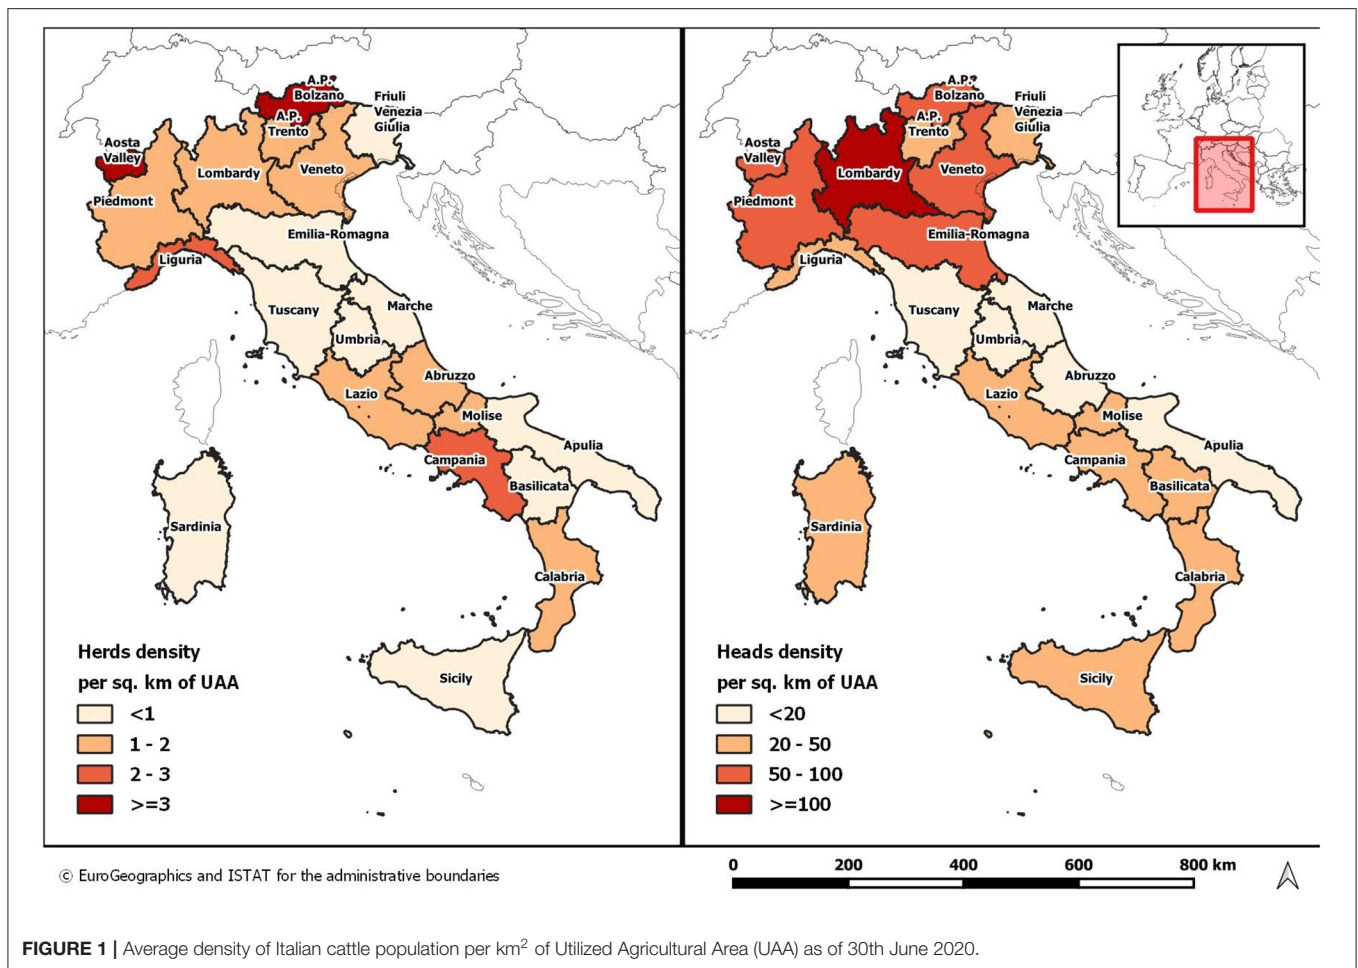 A.P.
Bolzano
A.P.
Trento
Friuli
Venezia
Giulia
Aosta
Valley
Lombardy
Veneto
Piedmont
Emilia-Romagna
Liguria
Tuscany
Marche
Umbria
Abruzzo
Lazio
Molise
Apulia
Campania
Basilicata
Sardinia
Calabria
Sicily
Herds density
per sq. km of UAA
<1
1 - 2
2 - 3
>=3
A.P.
Bolzano
A.P.
Trento
Friuli
Venezia
Giulia
Aosta
Valley
Lombardy
Veneto
Piedmont
Emilia-Romagna
Liguria
Tuscany
Marche
Umbria
Abruzzo
Lazio
Molise
Apulia
Campania
Basilicata
Sardinia
Calabria
Sicily
Heads density
per sq. km of UAA
<20
20 - 50
50 - 100
>=100
© EuroGeographics and ISTAT for the administrative boundaries
0 200 400 600 800 km
FIGURE 1 | Average density of Italian cattle population per km² of Utilized Agricultural Area (UAA) as of 30th June 2020.